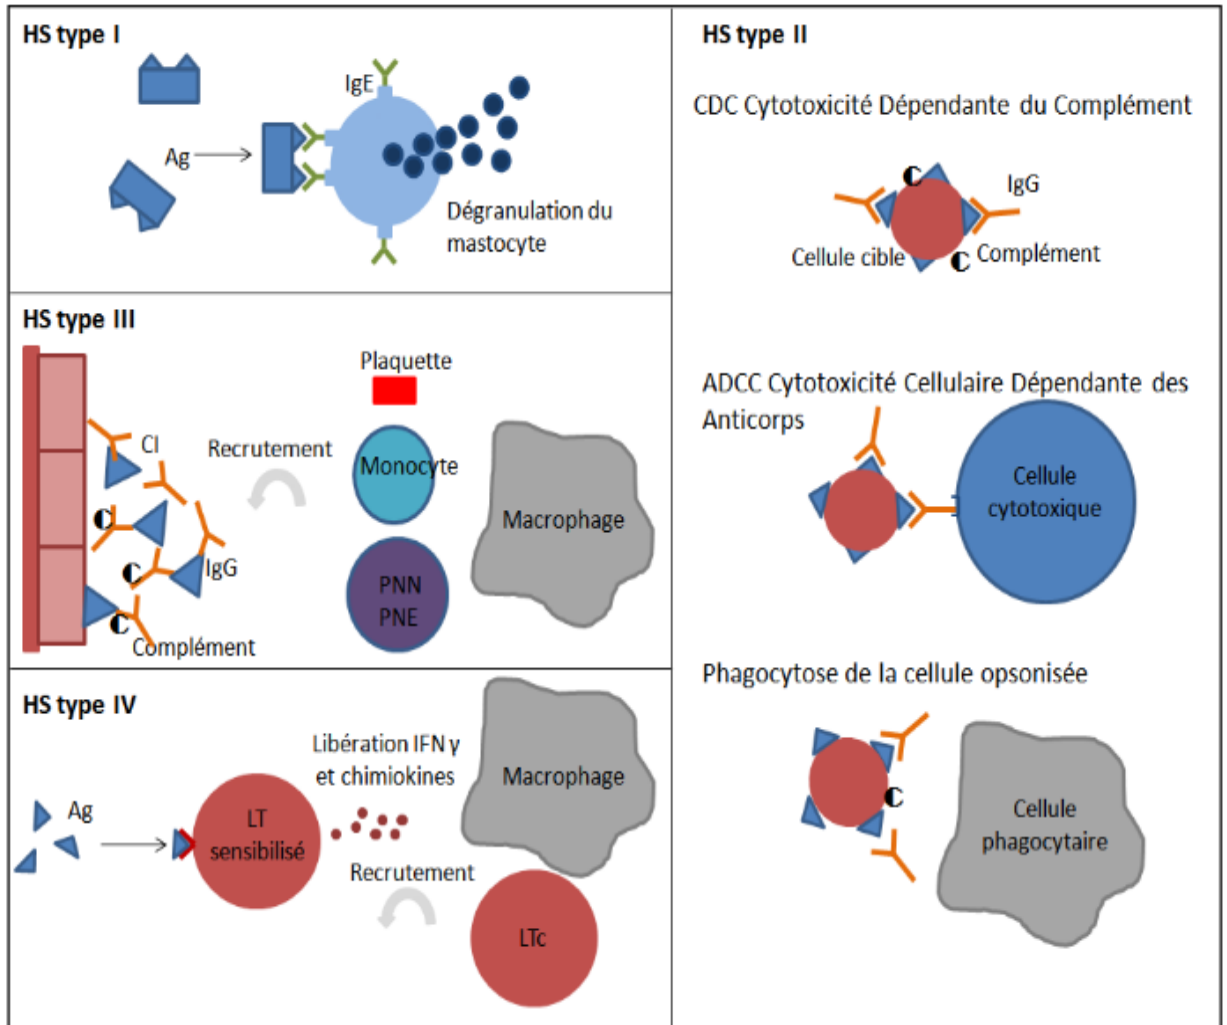 HS type I
Ag
IgE
Dégranulation du
mastocyte
HS type II
CDC Cytotoxicité Dépendante du Complément
C
IgG
Cellule cible
C
Complément
ADCC Cytotoxicité Cellulaire Dépendante des
Anticorps
Cellule
cytotoxique
Phagocytose de la cellule opsonisée
C
Cellule
phagocytaire
HS type III
CI
C
C
IgG
C
Complément
Recrutement
Plaquette
Monocyte
PNN
PNE
Macrophage
HS type IV
Ag
LT
sensibilisé
Libération IFN γ
et chimiokines
Recrutement
Macrophage
LTc